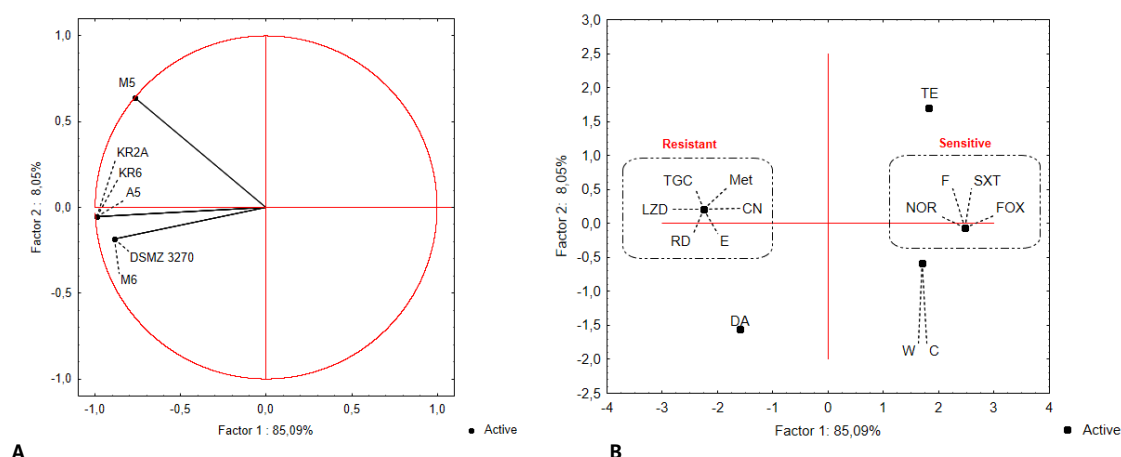 1,0
0,5
0,0
-0,5
-1,0
-1,0
-0,5
0,0
0,5
1,0
Factor 2 : 8,05%
Factor 1 : 85,09%
M5
KR2A
KR6
A5
DSMZ 3270
M6
Active
A
3,0
2,5
2,0
1,5
1,0
0,5
0,0
-0,5
-1,0
-1,5
-2,0
-2,5
-4
-3
-2
-1
0
1
2
3
4
Factor 2: 8,05%
Factor 1: 85,09%
TE
Resistant
Sensitive
TGC Met
LZD CN
RD E
F SXT
NOR FOX
DA
W C
Active
B